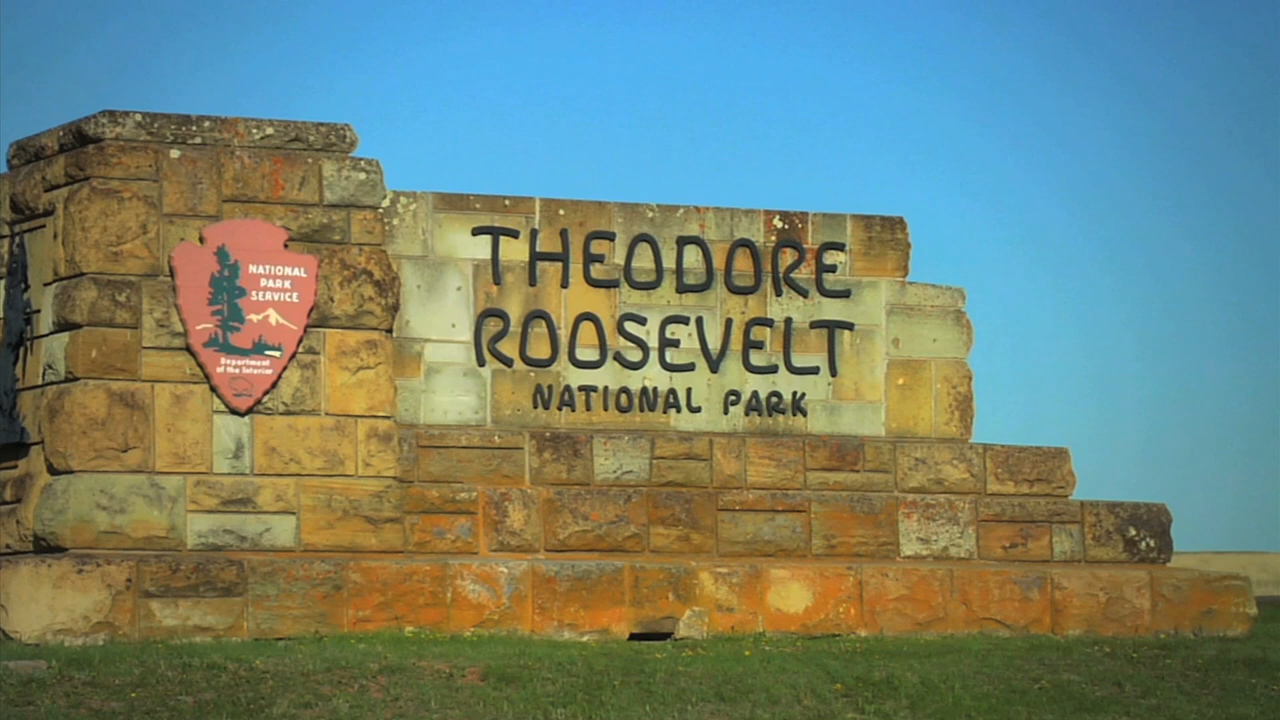 NATIONAL
PARK
SERVICE
Department
of the Interior
THEODORE
ROOSEVELT
NATIONAL PARK